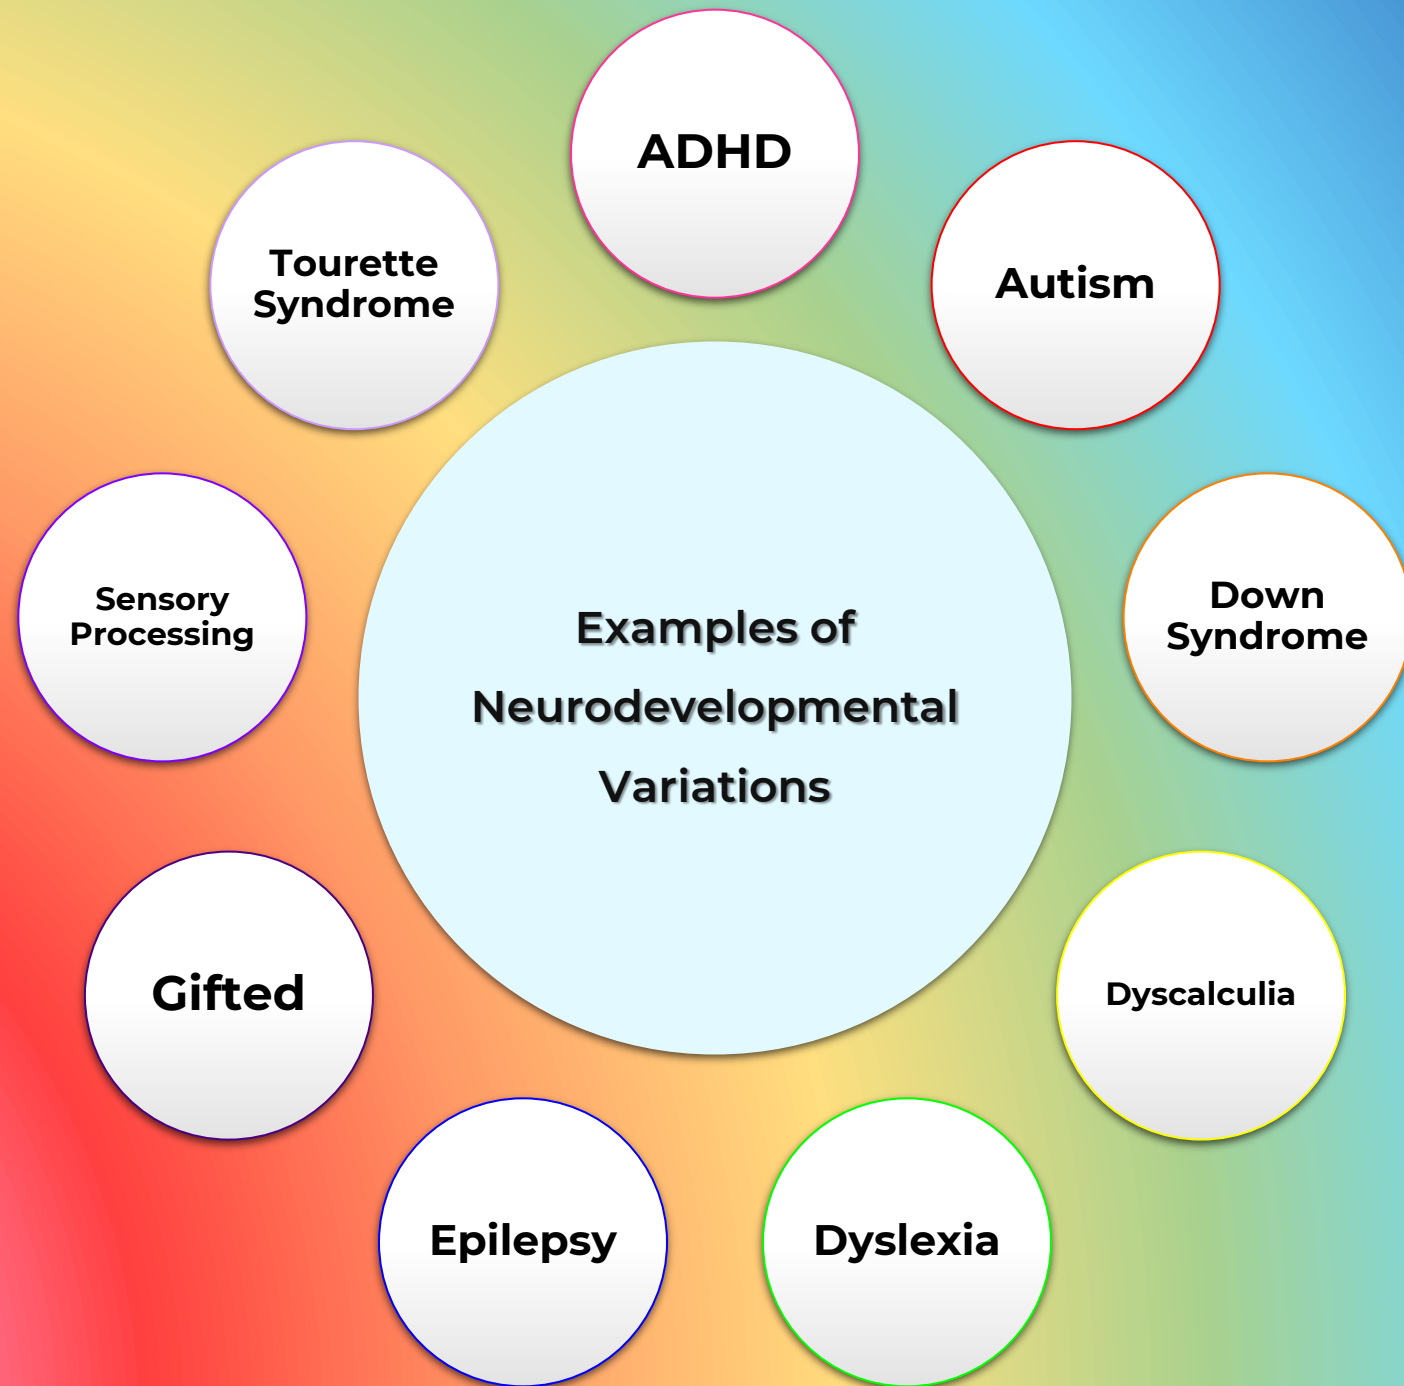 ADHD
Tourette
Syndrome
Autism
Sensory
Processing
Down
Syndrome
Examples of
Neurodevelopmental
Variations
Gifted
Dyscalculia
Epilepsy
Dyslexia